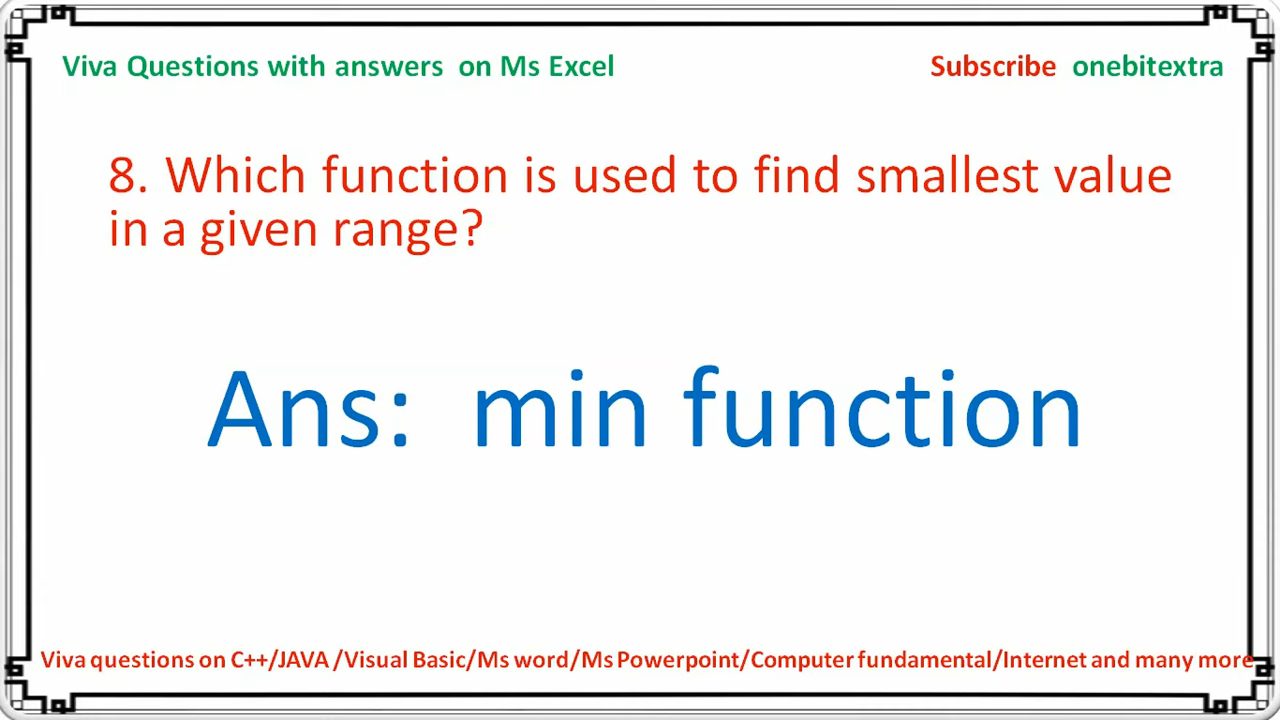 Viva Questions with answers on Ms Excel
Subscribe onebitextra
8. Which function is used to find smallest value
in a given range?
Ans: min function
Viva questions on C++/JAVA /Visual Basic/Ms word/Ms Powerpoint/Computer fundamental/Internet and many more